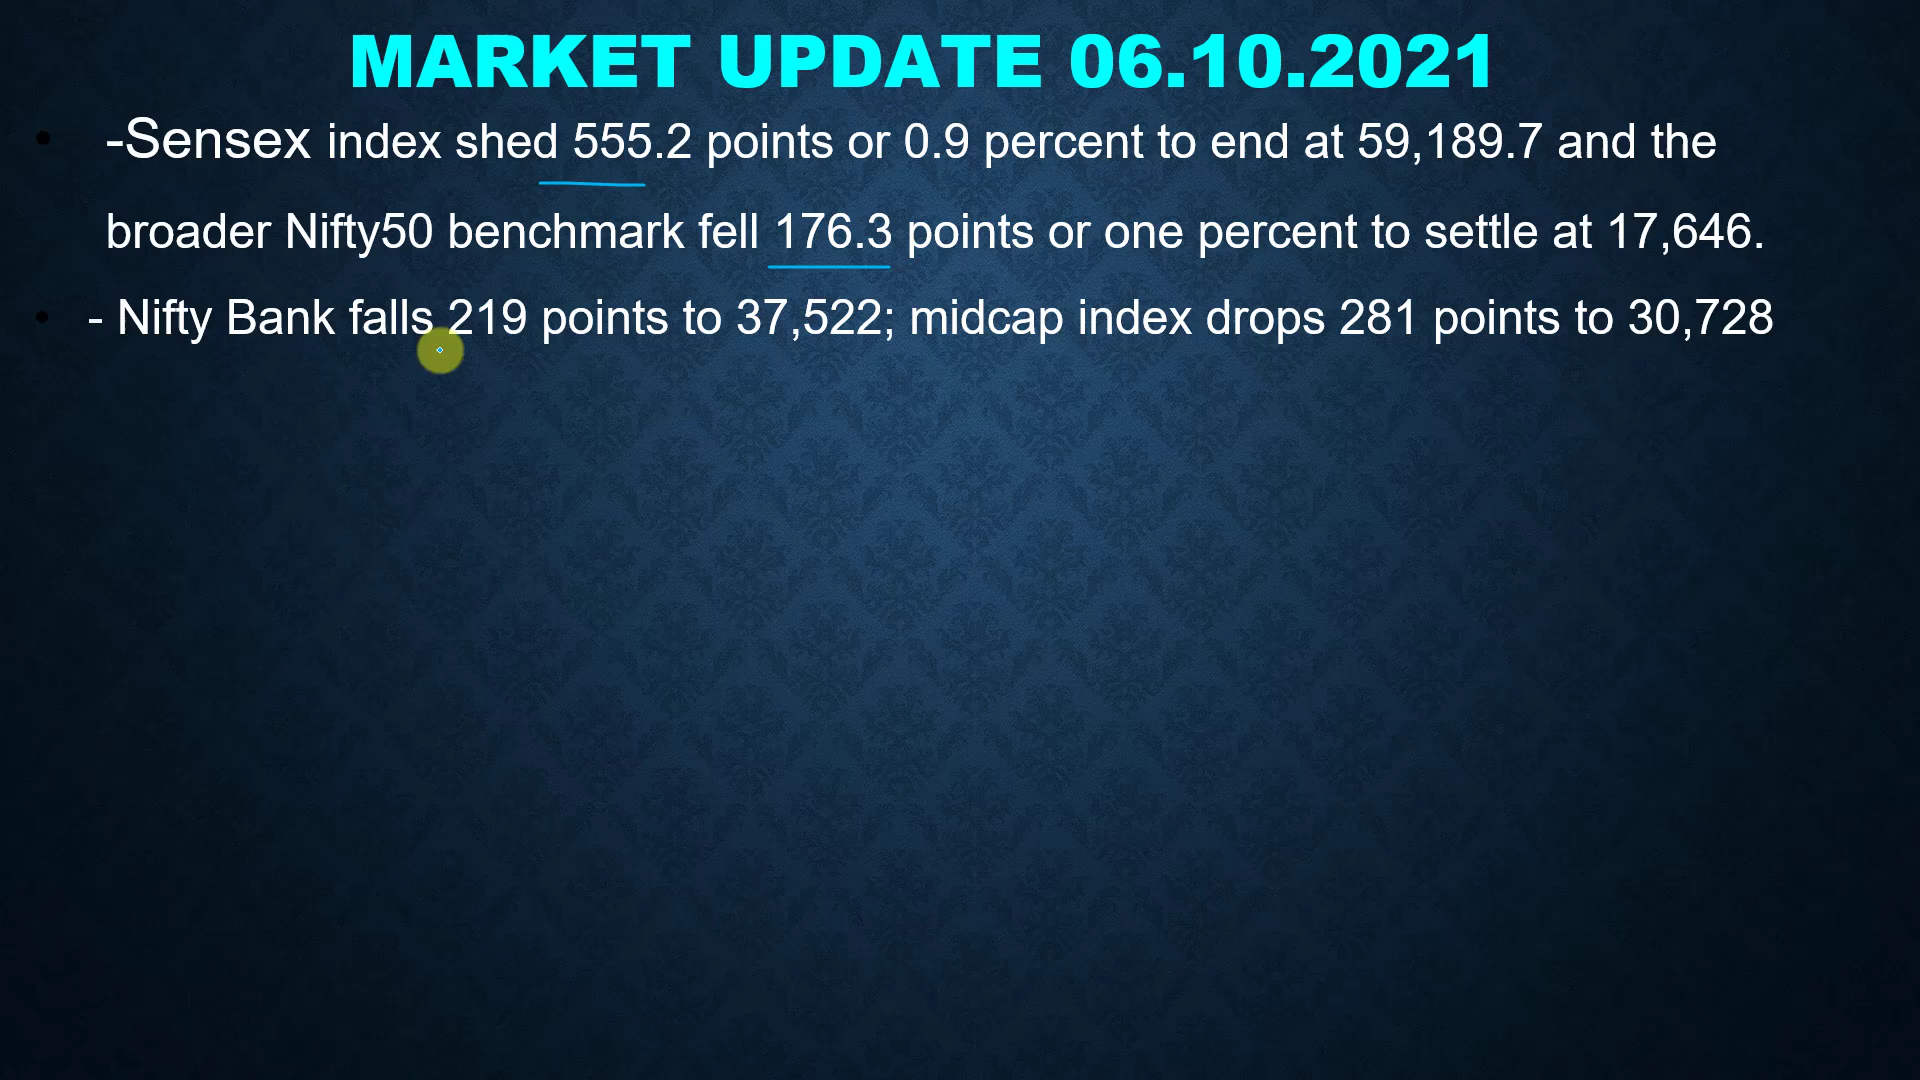 MARKET UPDATE 06.10.2021
• -Sensex index shed 555.2 points or 0.9 percent to end at 59,189.7 and the
broader Nifty50 benchmark fell 176.3 points or one percent to settle at 17,646.
• - Nifty Bank falls 219 points to 37,522; midcap index drops 281 points to 30,728